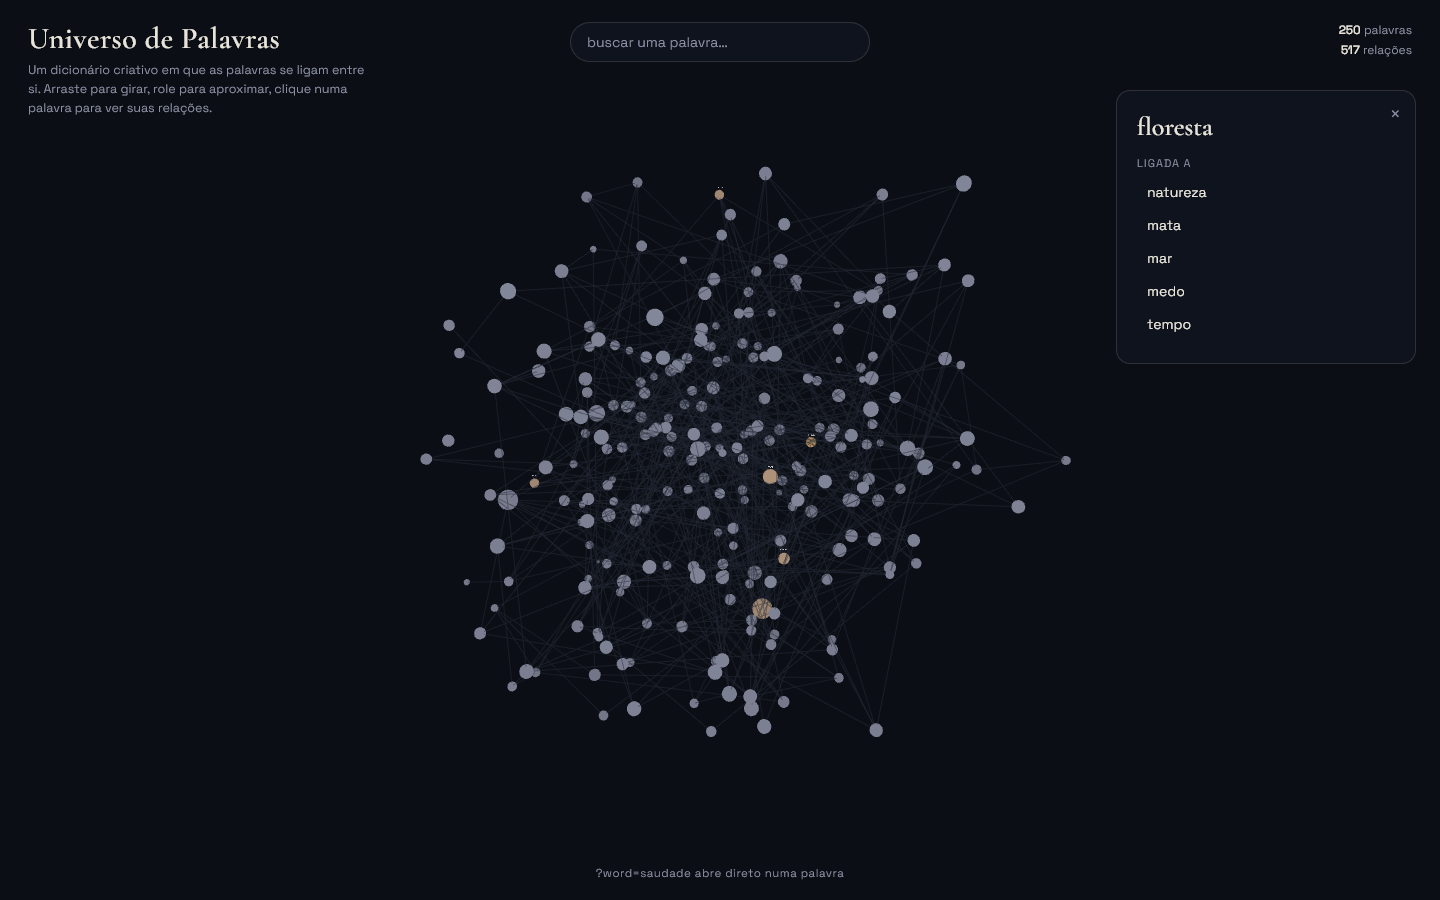 Universo de Palavras
Um dicionário criativo em que as palavras se ligam entre
si. Arraste para girar, role para aproximar, clique numa
palavra para ver suas relações.
buscar uma palavra...
250 palavras
517 relações
floresta
×
LIGADA A
natureza
mata
mar
medo
tempo
?word=saudade abre direto numa palavra